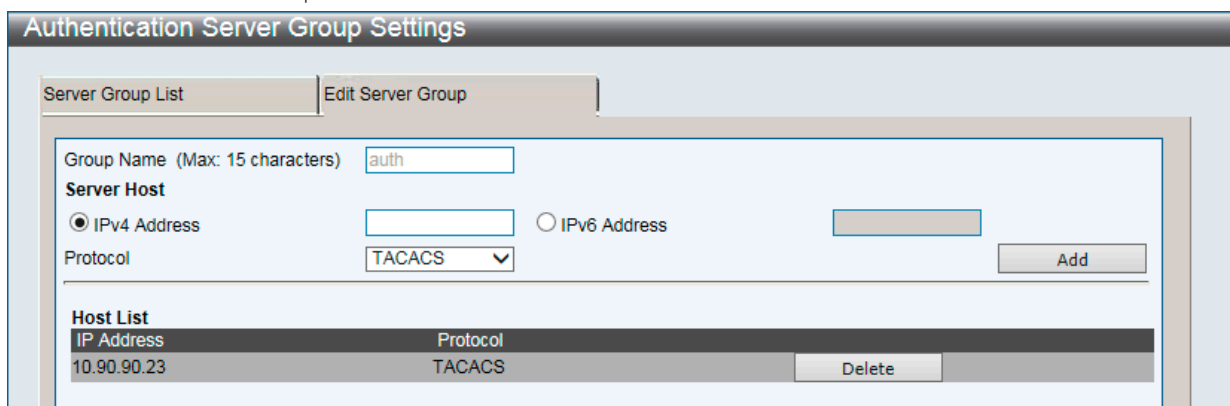 Authentication Server Group Settings
Server Group List Edit Server Group
Group Name (Max: 15 characters) auth
Server Host
IPv4 Address IPv6 Address
Protocol TACACS Add
Host List
IP Address Protocol
10.90.90.23 TACACS Delete